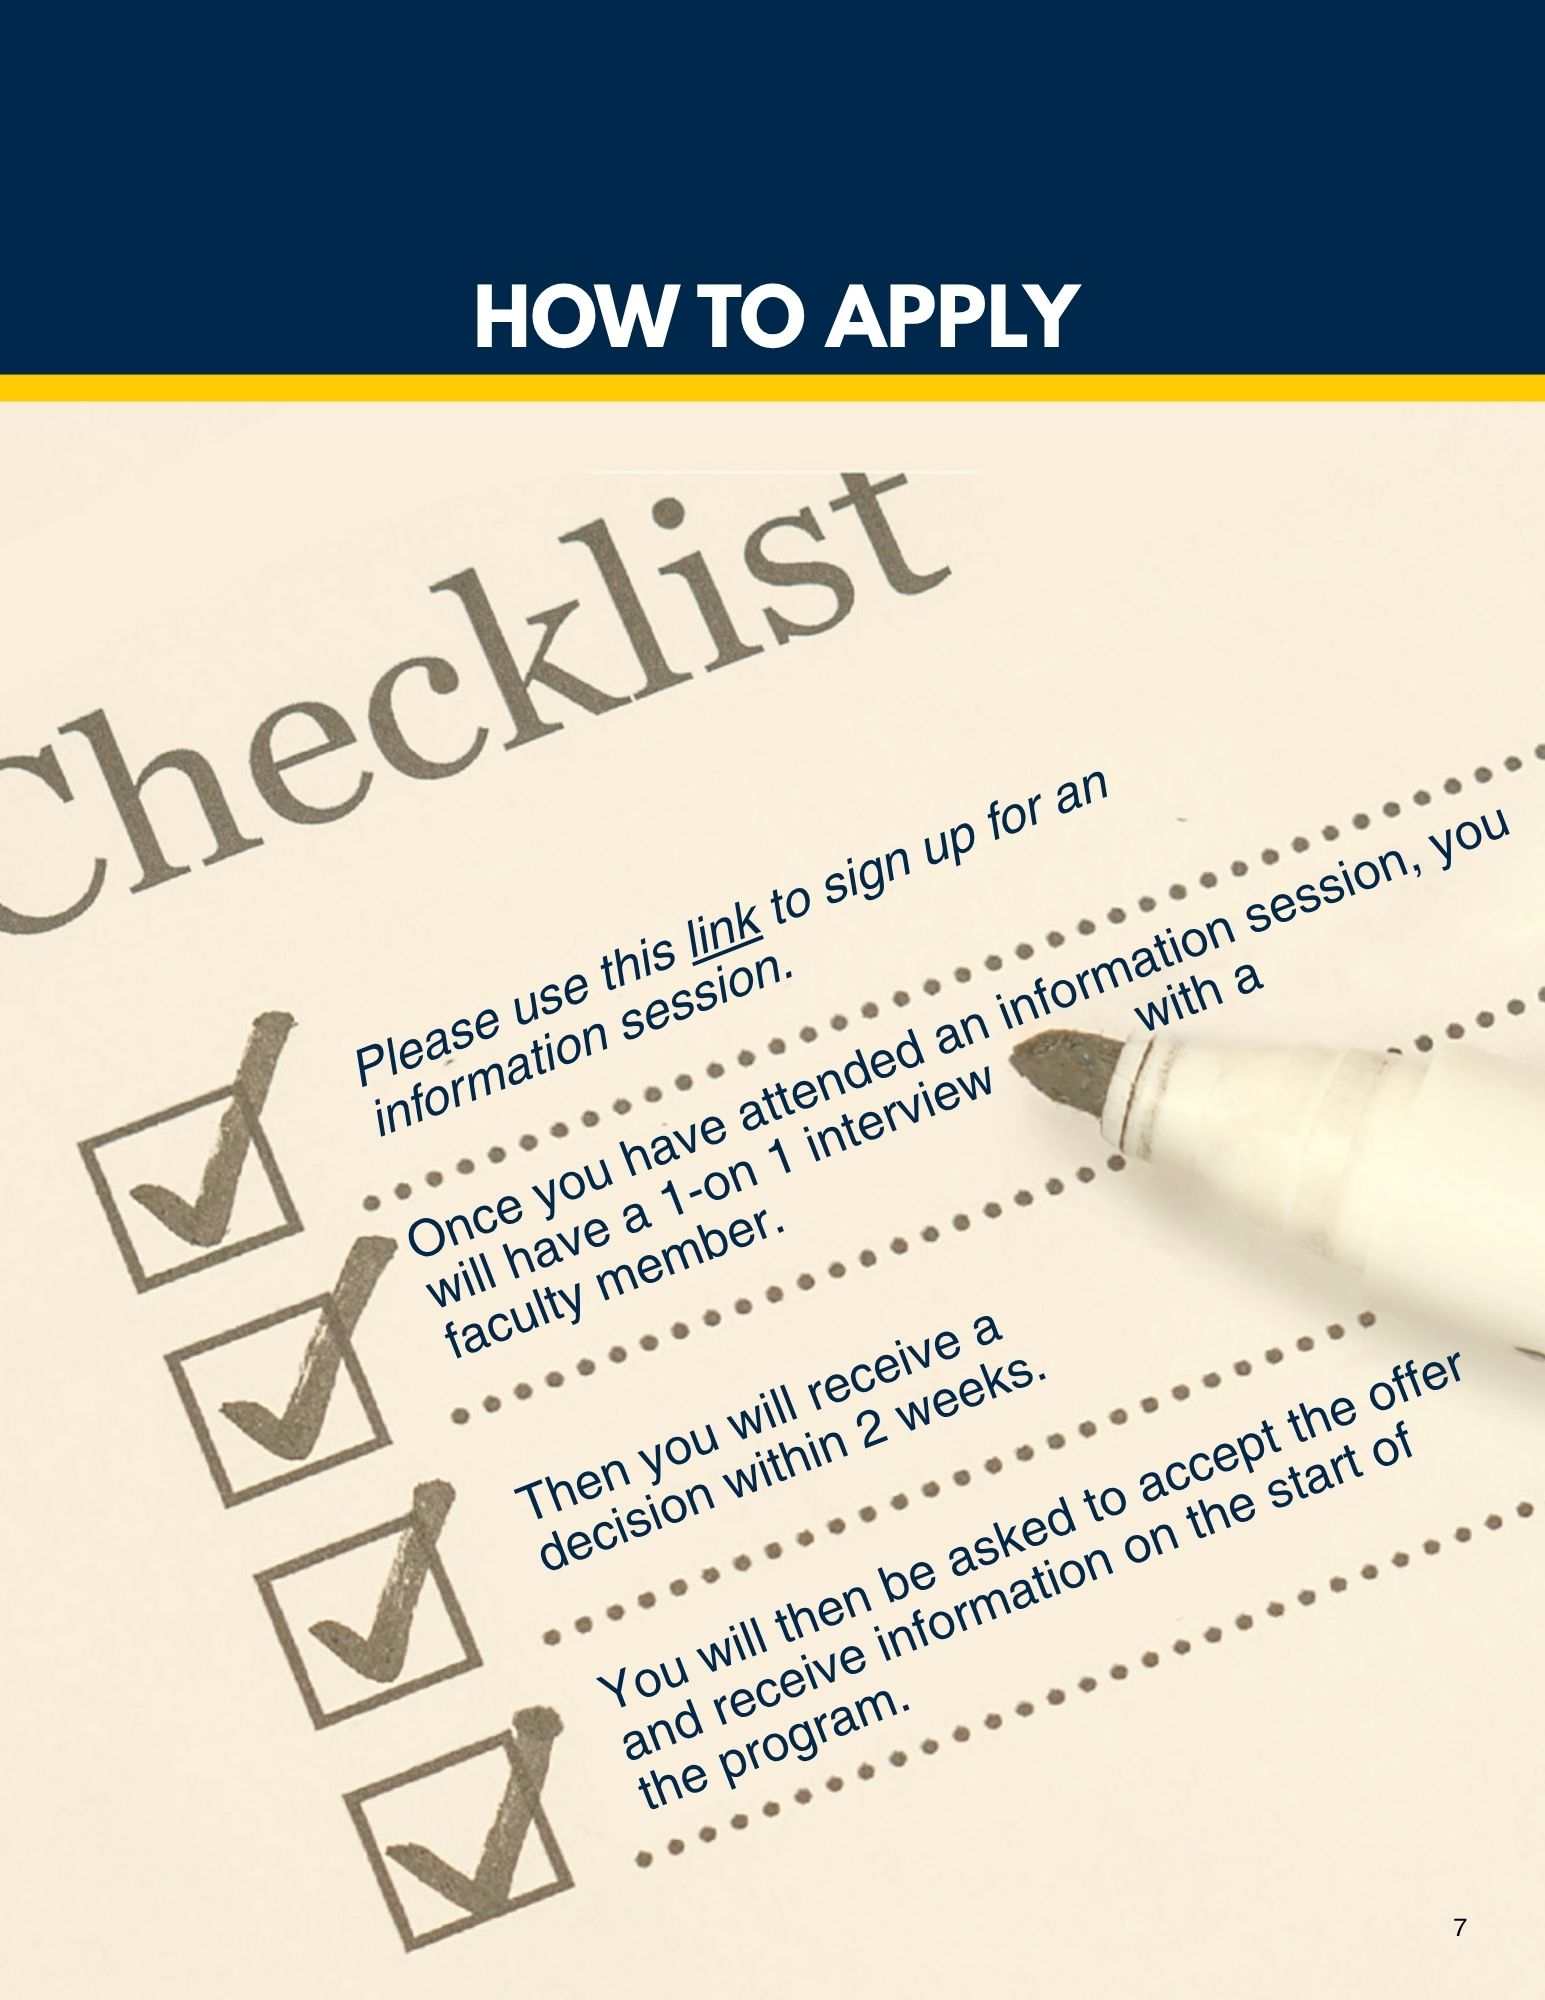 HOW TO APPLY
Checklist
Please use this link to sign up for an
information session.
Once you have attended an information session, you
will have a 1-on 1 interview with a
faculty member.
Then you will receive a
decision within 2 weeks.
You will then be asked to accept the offer
and receive information on the start of
the program.
7